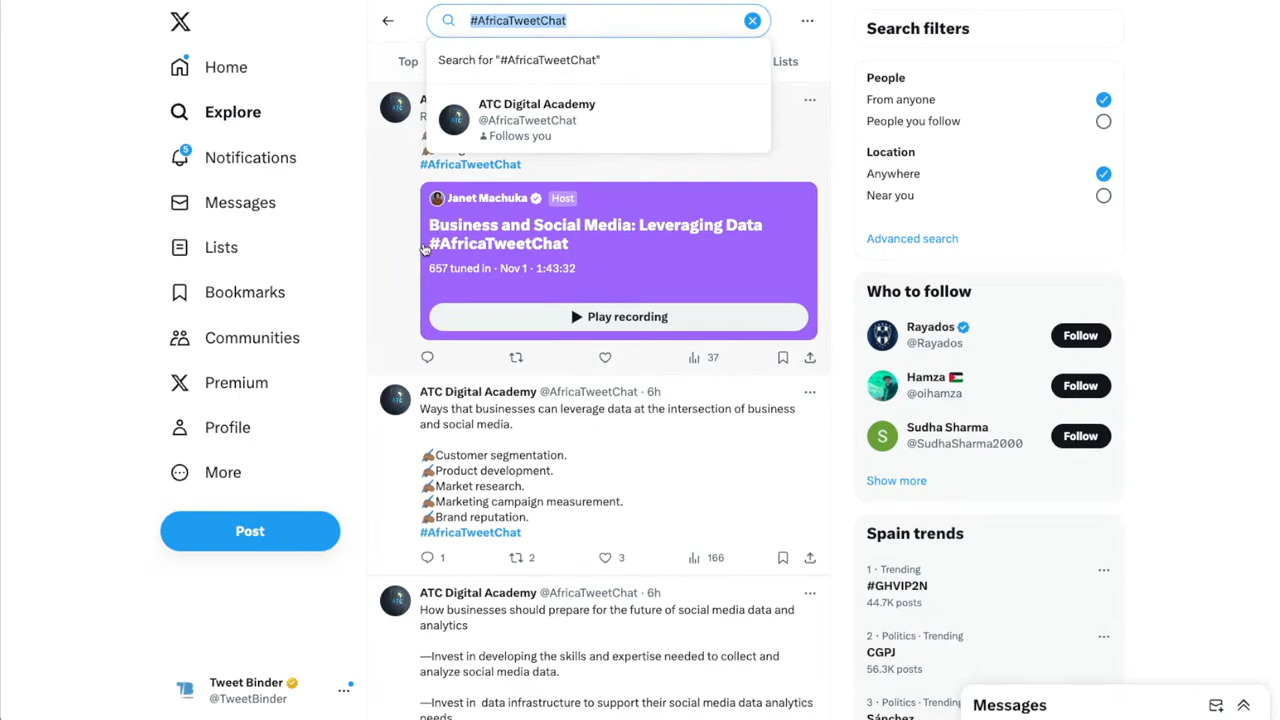 Home
Explore
5
Notifications
Messages
Lists
Bookmarks
Communities
Premium
Profile
More
Post
Tweet Binder
@TweetBinder
#AfricaTweetChat
Search for "#AfricaTweetChat"
ATC Digital Academy
@AfricaTweetChat
Follows you
Top
Lists
#AfricaTweetChat
Janet Machuka Host
Business and Social Media: Leveraging Data
#AfricaTweetChat
657 tuned in · Nov 1 · 1:43:32
Play recording
37
ATC Digital Academy @AfricaTweetChat · 6h
Ways that businesses can leverage data at the intersection of business
and social media.
✍🏾Customer segmentation.
✍🏾Product development.
✍🏾Market research.
✍🏾Marketing campaign measurement.
✍🏾Brand reputation.
#AfricaTweetChat
1 2 3 166
ATC Digital Academy @AfricaTweetChat · 6h
How businesses should prepare for the future of social media data and
analytics
—Invest in developing the skills and expertise needed to collect and
analyze social media data.
—Invest in data infrastructure to support their social media data analytics
needs
Search filters
People
From anyone
People you follow
Location
Anywhere
Near you
Advanced search
Who to follow
Rayados
@Rayados
Follow
Hamza 🇵🇸
@oihamza
Follow
S
Sudha Sharma
@SudhaSharma2000
Follow
Show more
Spain trends
1 · Trending
#GHVIP2N
44.7K posts
2 · Politics · Trending
CGPJ
56.3K posts
3 · Politics · Trending
Sánchez
Messages